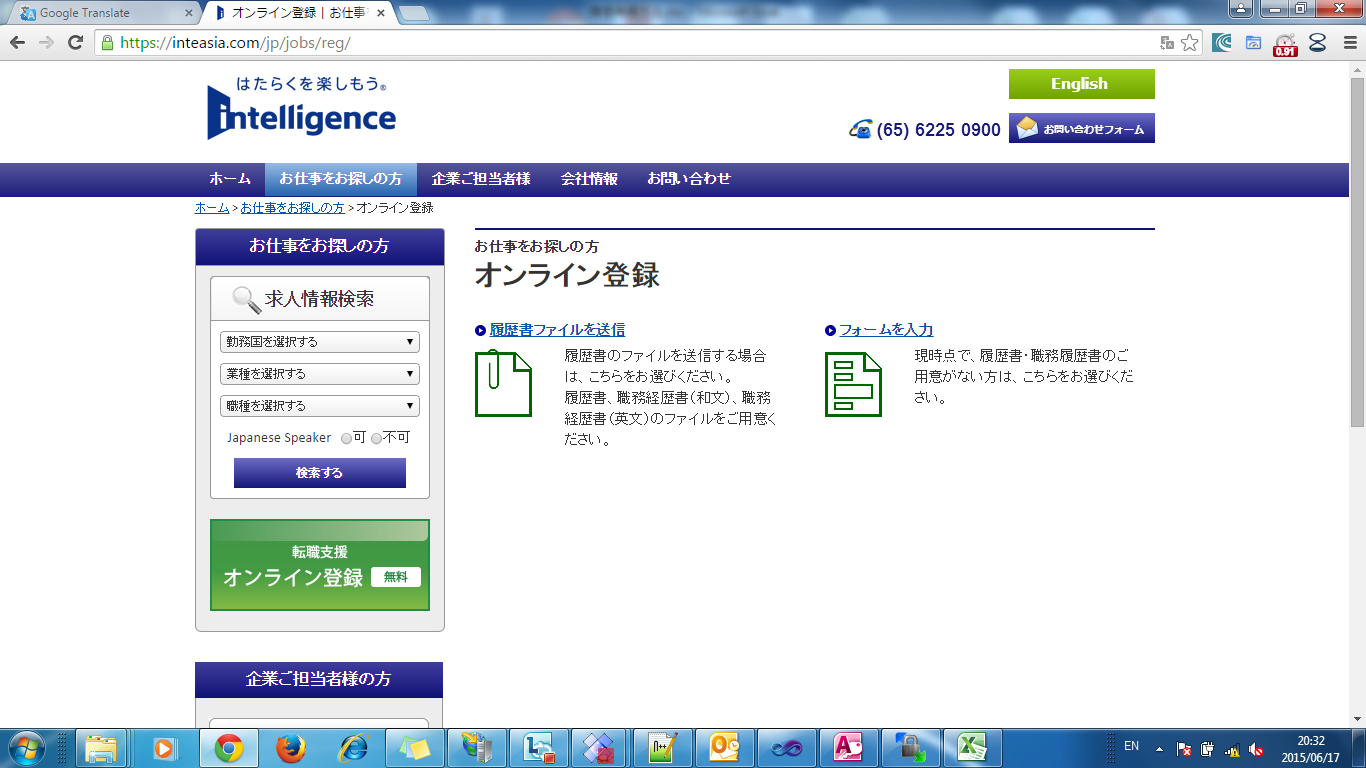 Google Translate
オンライン登録 | お仕事
https://inteasia.com/jp/jobs/reg/
0.91
はたらくを楽しもう。®
intelligence
English
(65) 6225 0900
お問い合わせフォーム
ホーム
お仕事をお探しの方
企業ご担当者様
会社情報
お問い合わせ
ホーム > お仕事をお探しの方 > オンライン登録
お仕事をお探しの方
求人情報検索
勤務国を選択する
業種を選択する
職種を選択する
Japanese Speaker 可 不可
検索する
転職支援
オンライン登録 無料
企業ご担当者様の方
お仕事をお探しの方
オンライン登録
履歴書ファイルを送信
履歴書のファイルを送信する場合
は、こちらをお選びください。
履歴書、職務経歴書（和文）、職務
経歴書（英文）のファイルをご用意く
ださい。
フォームを入力
現時点で、履歴書・職務履歴書のご
用意がない方は、こちらをお選びくだ
さい。
EN
20:32
2015/06/17